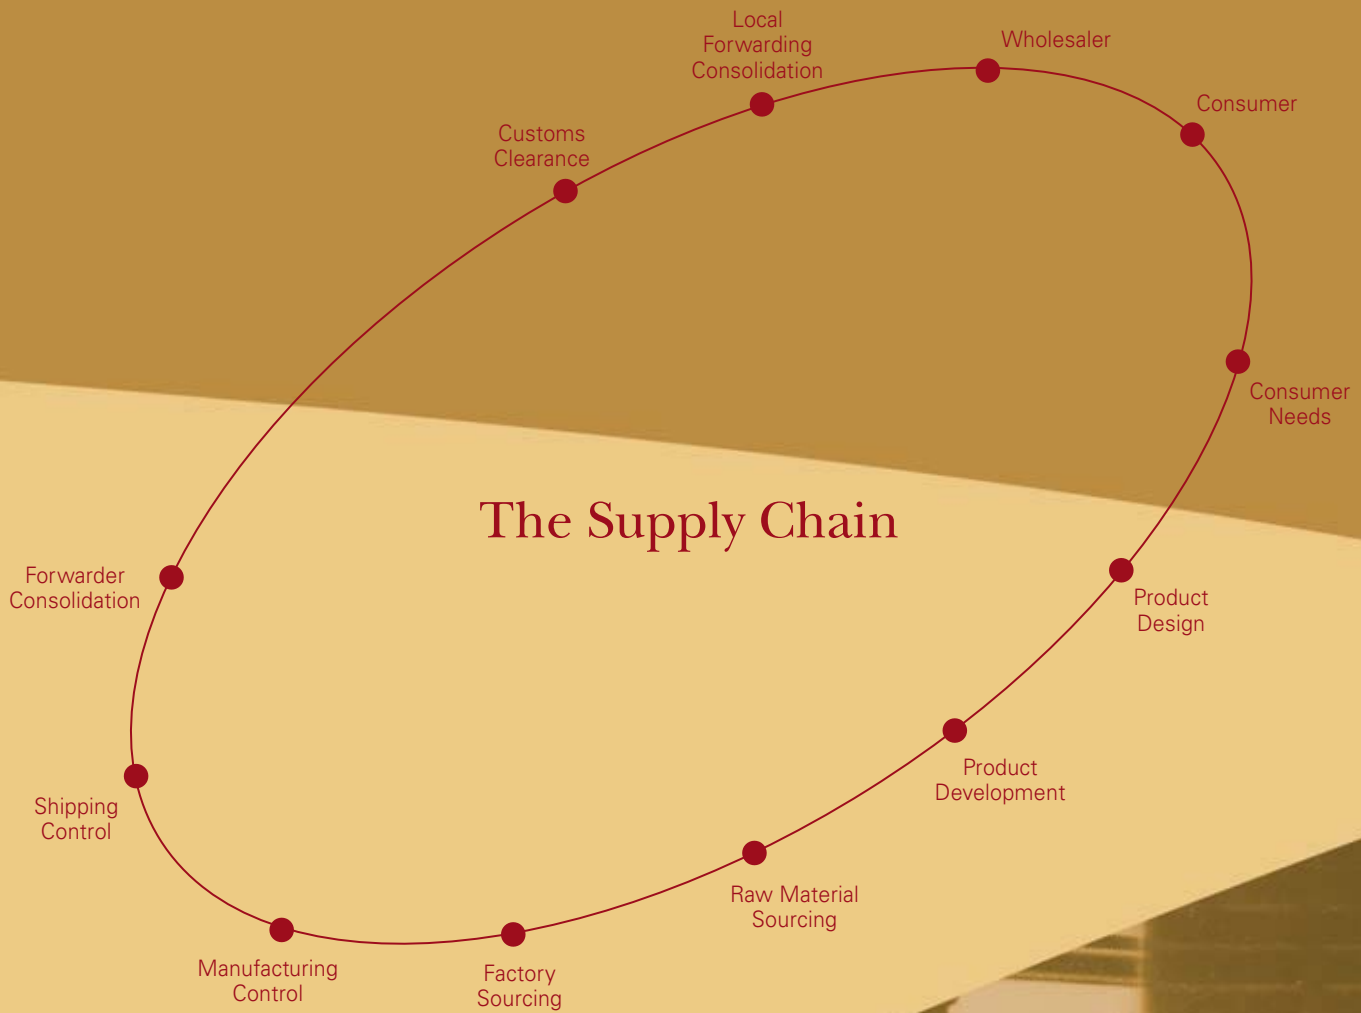 Local
Forwarding
Consolidation
Wholesaler
Consumer
Customs
Clearance
Consumer
Needs
The Supply Chain
Forwarder
Consolidation
Product
Design
Product
Development
Shipping
Control
Raw Material
Sourcing
Manufacturing
Control
Factory
Sourcing